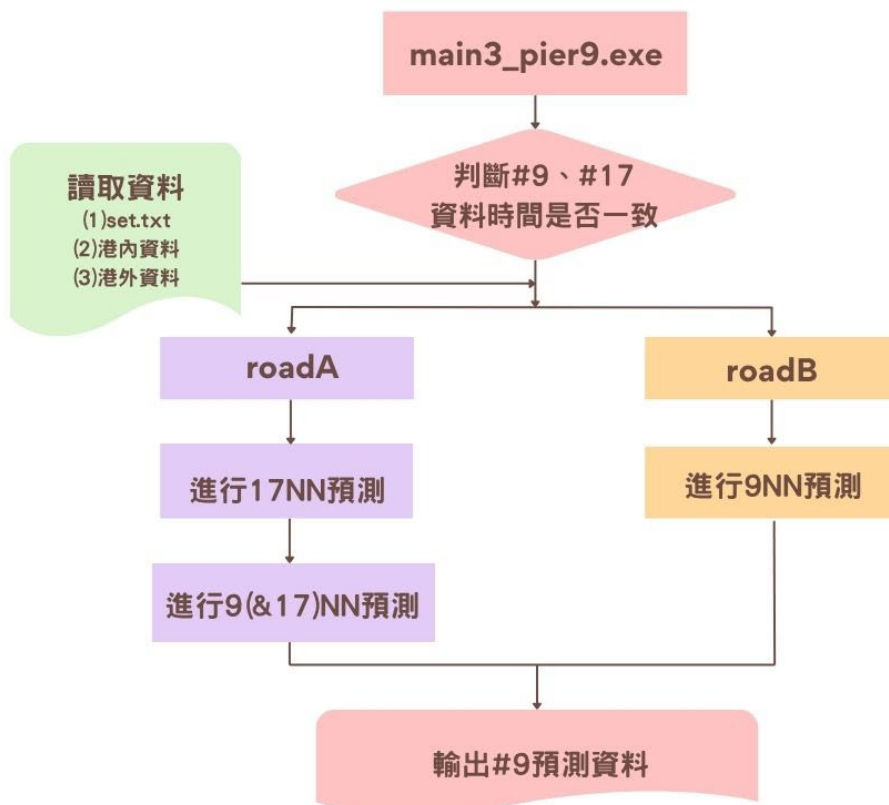 main3_pier9.exe
判斷#9、#17
資料時間是否一致
讀取資料
(1)set.txt
(2)港內資料
(3)港外資料
roadA
roadB
進行17NN預測
進行9NN預測
進行9(&17)NN預測
輸出#9預測資料